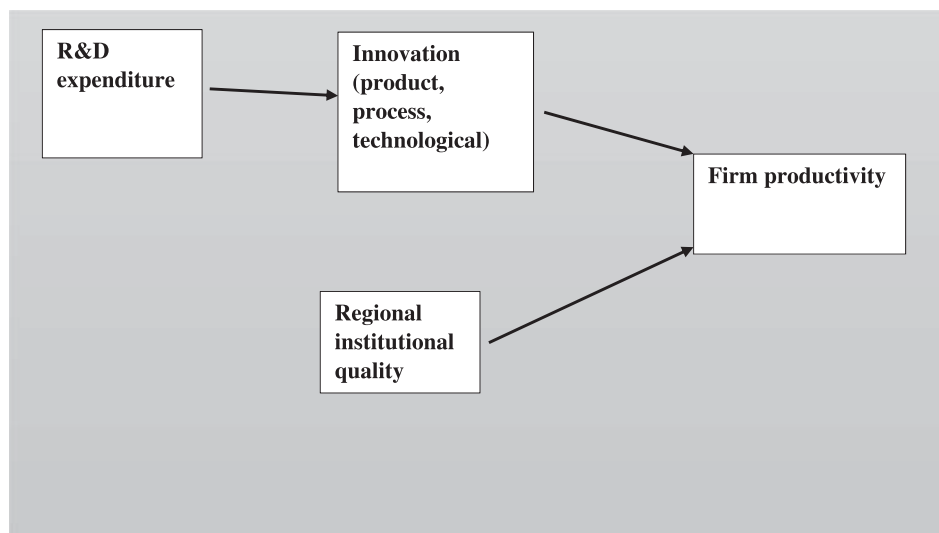 R&D
expenditure
Innovation
(product,
process,
technological)
Firm productivity
Regional
institutional
quality